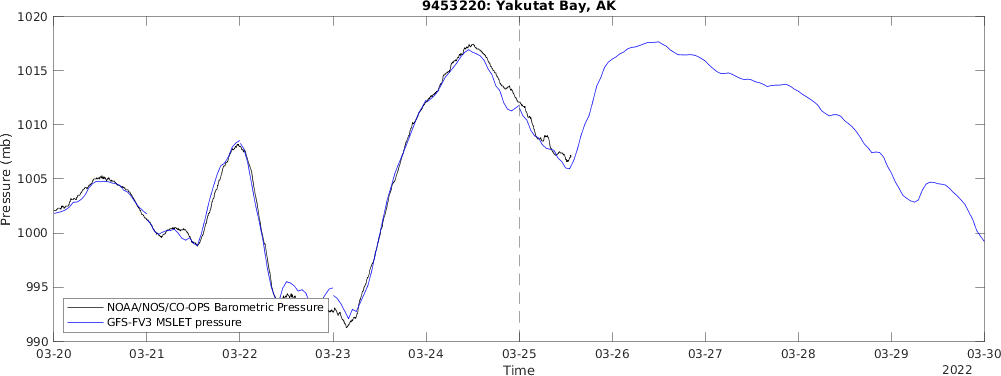 9453220: Yakutat Bay, AK
1020
1015
1010
1005
1000
995
990
Pressure (mb)
NOAA/NOS/CO-OPS Barometric Pressure
GFS-FV3 MSLET pressure
03-20 03-21 03-22 03-23 03-24 03-25 03-26 03-27 03-28 03-29 03-30
Time
2022